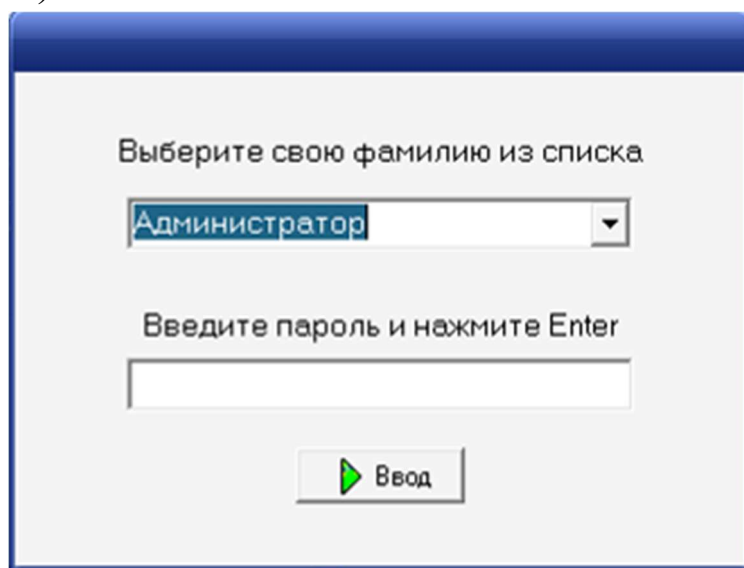 Выберите свою фамилию из списка
Администратор
Введите пароль и нажмите Enter
Ввод